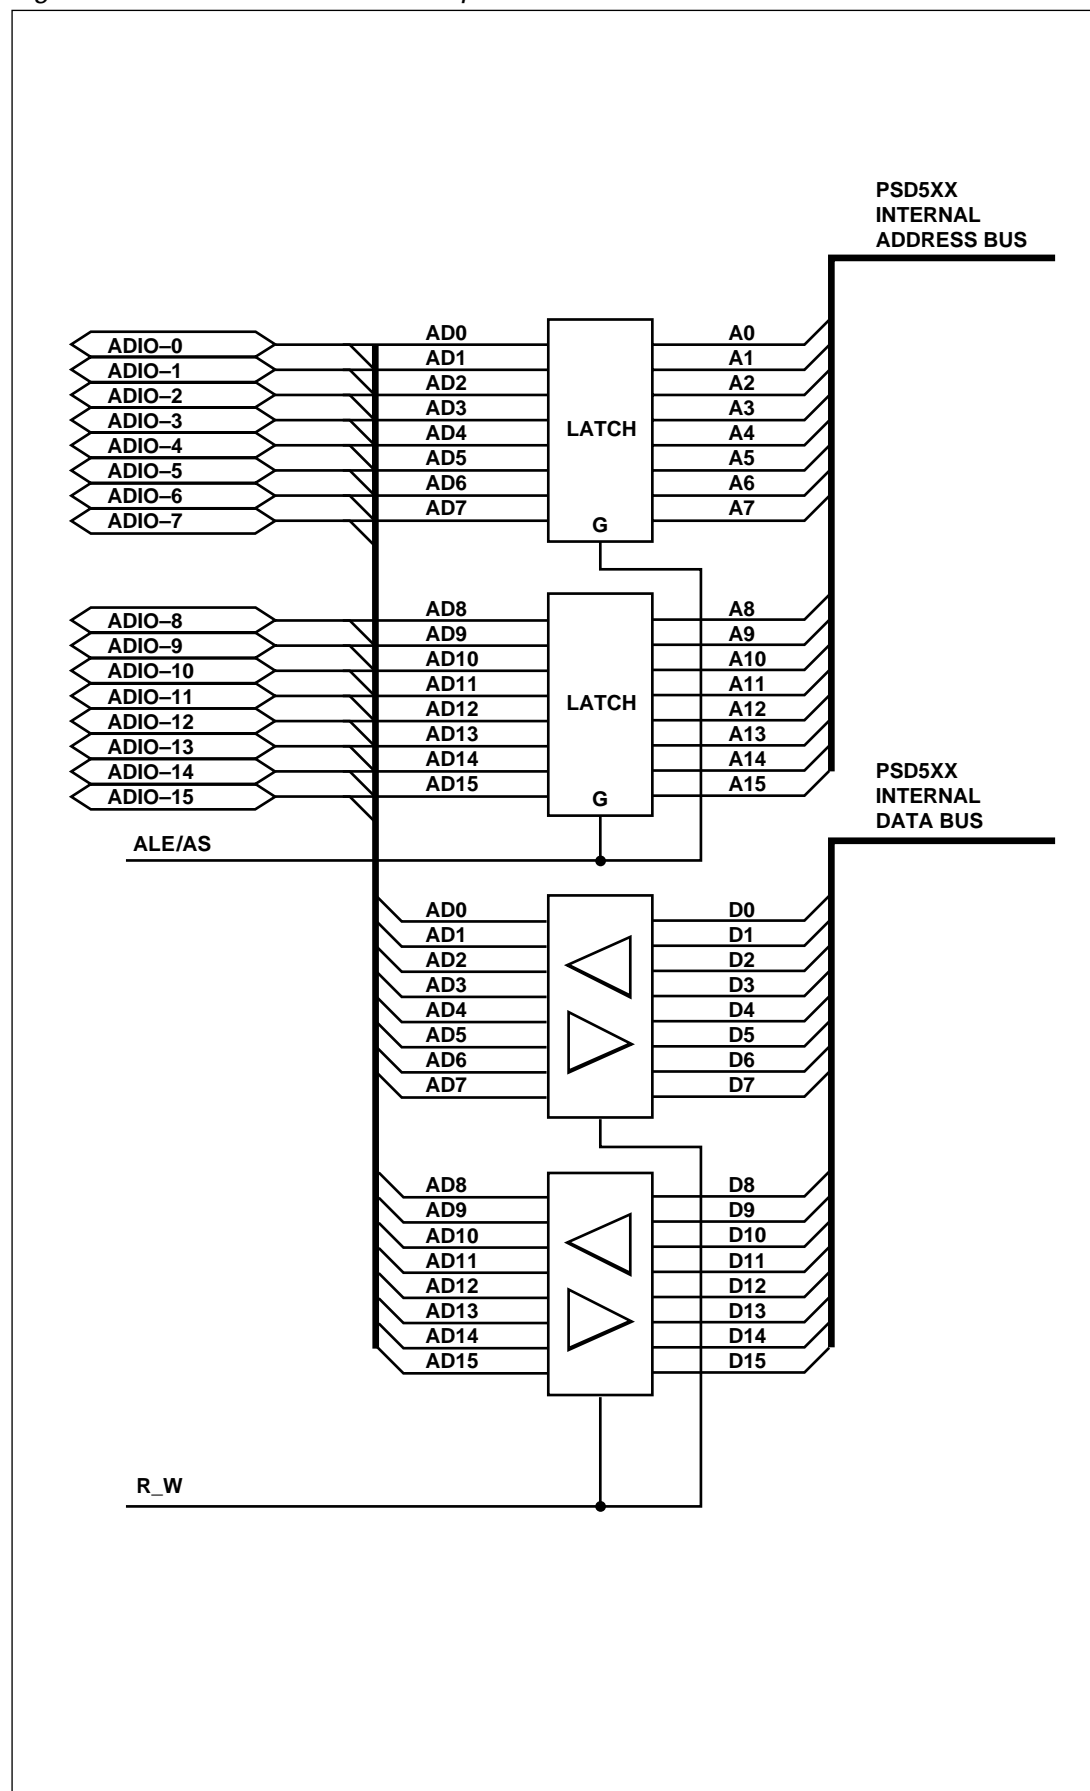 PSD5XX
INTERNAL
ADDRESS BUS
ADIO–0 AD0 A0
ADIO–1 AD1 A1
ADIO–2 AD2 A2
ADIO–3 AD3 A3
ADIO–4 AD4 LATCH A4
ADIO–5 AD5 A5
ADIO–6 AD6 A6
ADIO–7 AD7 A7
G
ADIO–8 AD8 A8
ADIO–9 AD9 A9
ADIO–10 AD10 A10
ADIO–11 AD11 A11
ADIO–12 AD12 LATCH A12
ADIO–13 AD13 A13
ADIO–14 AD14 A14
ADIO–15 AD15 A15
G
PSD5XX
INTERNAL
DATA BUS
ALE/AS
AD0 D0
AD1 D1
AD2 D2
AD3 D3
AD4 D4
AD5 D5
AD6 D6
AD7 D7
AD8 D8
AD9 D9
AD10 D10
AD11 D11
AD12 D12
AD13 D13
AD14 D14
AD15 D15
R_W